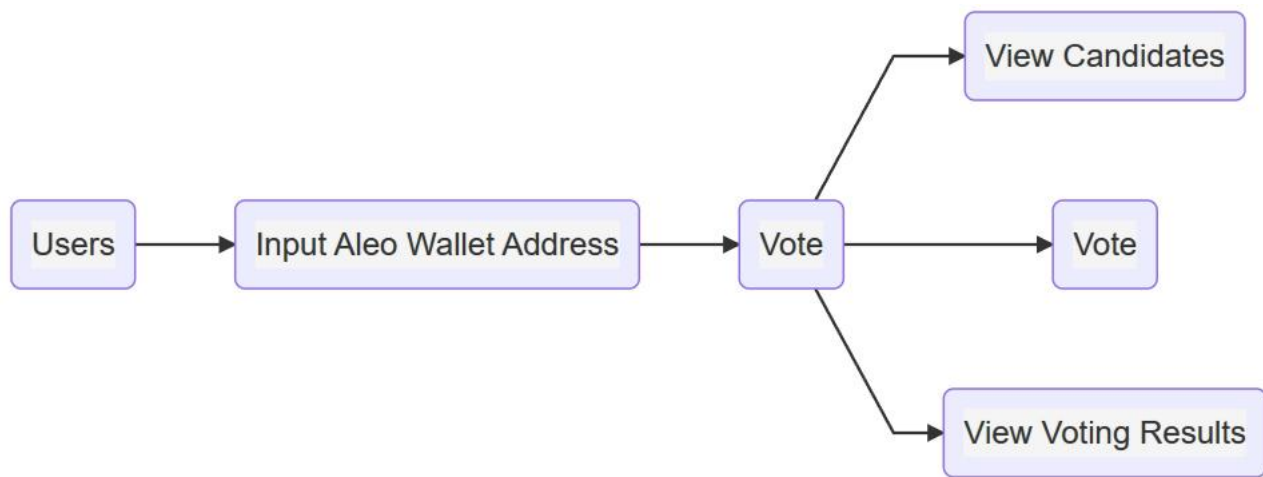 View Candidates
Users
Input Aleo Wallet Address
Vote
Vote
View Voting Results